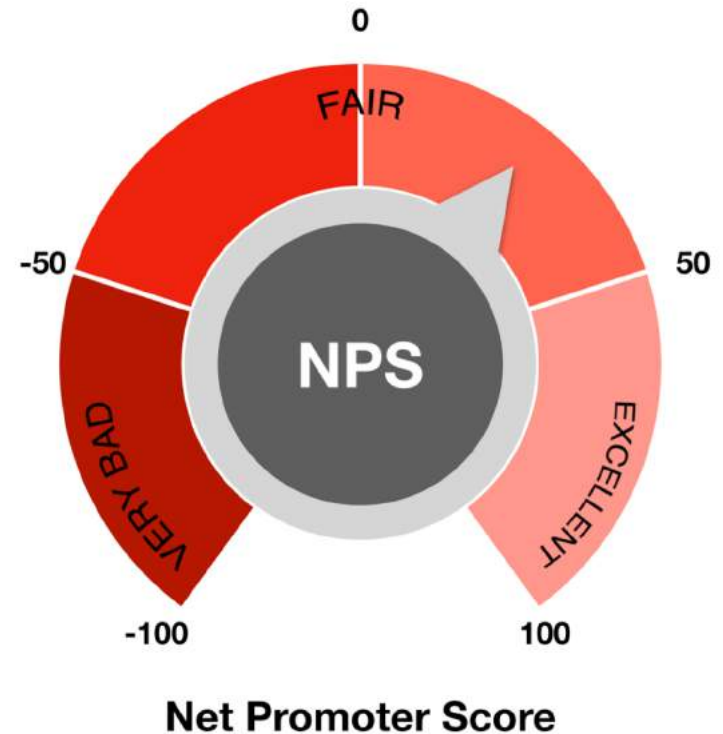 0
FAIR
-50
50
NPS
VERY BAD
EXCELLENT
-100
100
Net Promoter Score